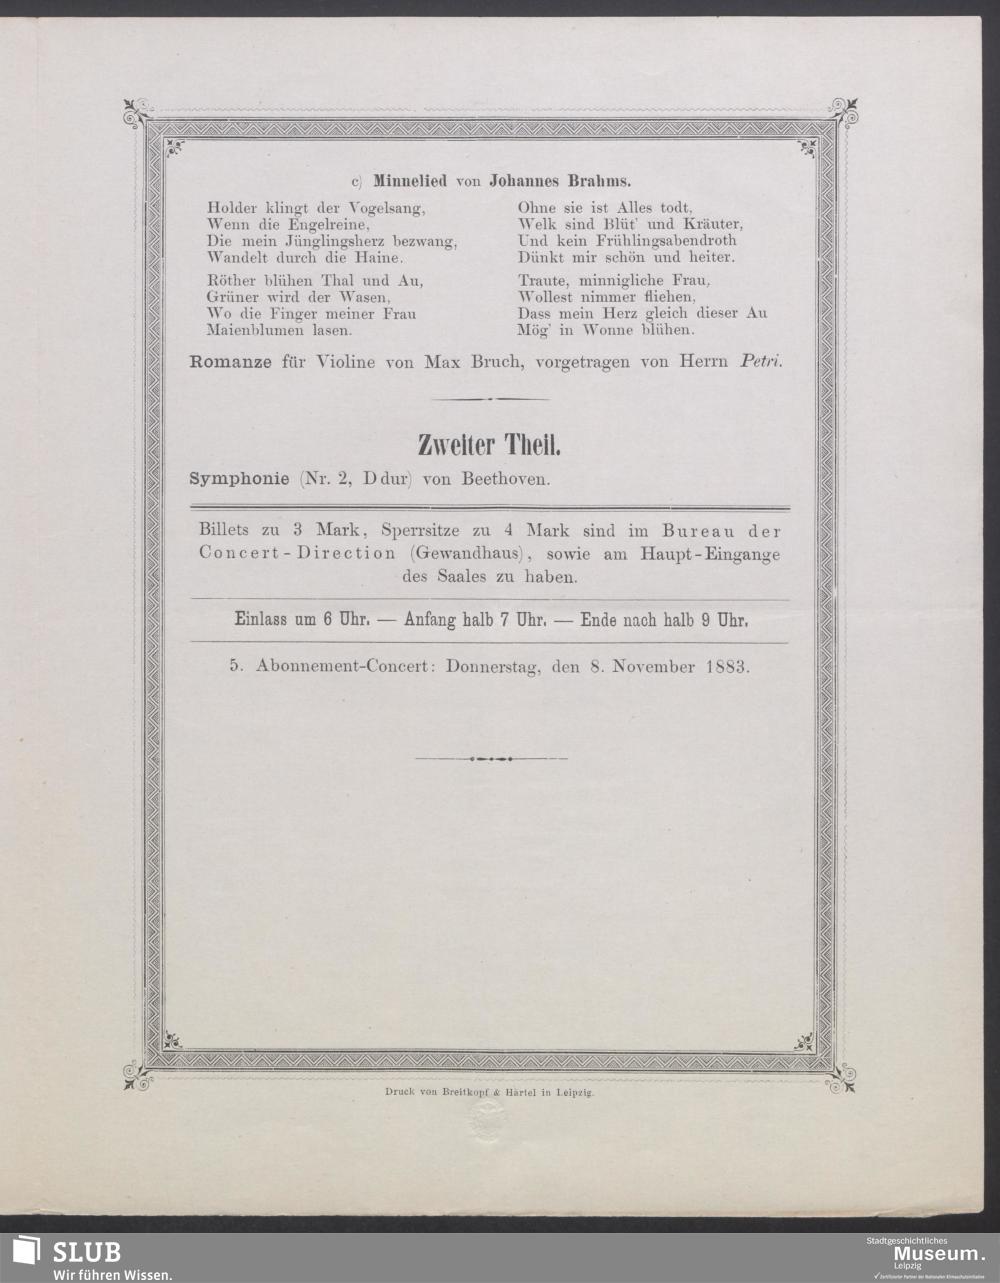 c) Minnelied von Johannes Brahms.
Holder klingt der Vogelsang,
Wenn die Engelreine,
Die mein Jünglingsherz bezwang,
Wandelt durch die Haine.
Röther blühen Thal und Au,
Grüner wird der Wasen,
Wo die Finger meiner Frau
Maienblumen lasen.
Ohne sie ist Alles todt,
Welk sind Blüt' und Kräuter,
Und kein Frühlingsabendroth
Dünkt mir schön und heiter.
Traute, minnigliche Frau,
Wollest nimmer fliehen,
Dass mein Herz gleich dieser Au
Mög' in Wonne blühen.
Romanze für Violine von Max Bruch, vorgetragen von Herrn Petri.
Zweiter Theil.
Symphonie (Nr. 2, D dur) von Beethoven.
Billets zu 3 Mark, Sperrsitze zu 4 Mark sind im Bureau der
Concert-Direction (Gewandhaus), sowie am Haupt-Eingange
des Saales zu haben.
Einlass um 6 Uhr. — Anfang halb 7 Uhr. — Ende nach halb 9 Uhr.
5. Abonnement-Concert: Donnerstag, den 8. November 1883.
Druck von Breitkopf & Härtel in Leipzig.
SLUB
Wir führen Wissen.
Stadtgeschichtliches
Museum.
Leipzig
Zertifizierter Partner der Nationalen Klimaschutzinitiative